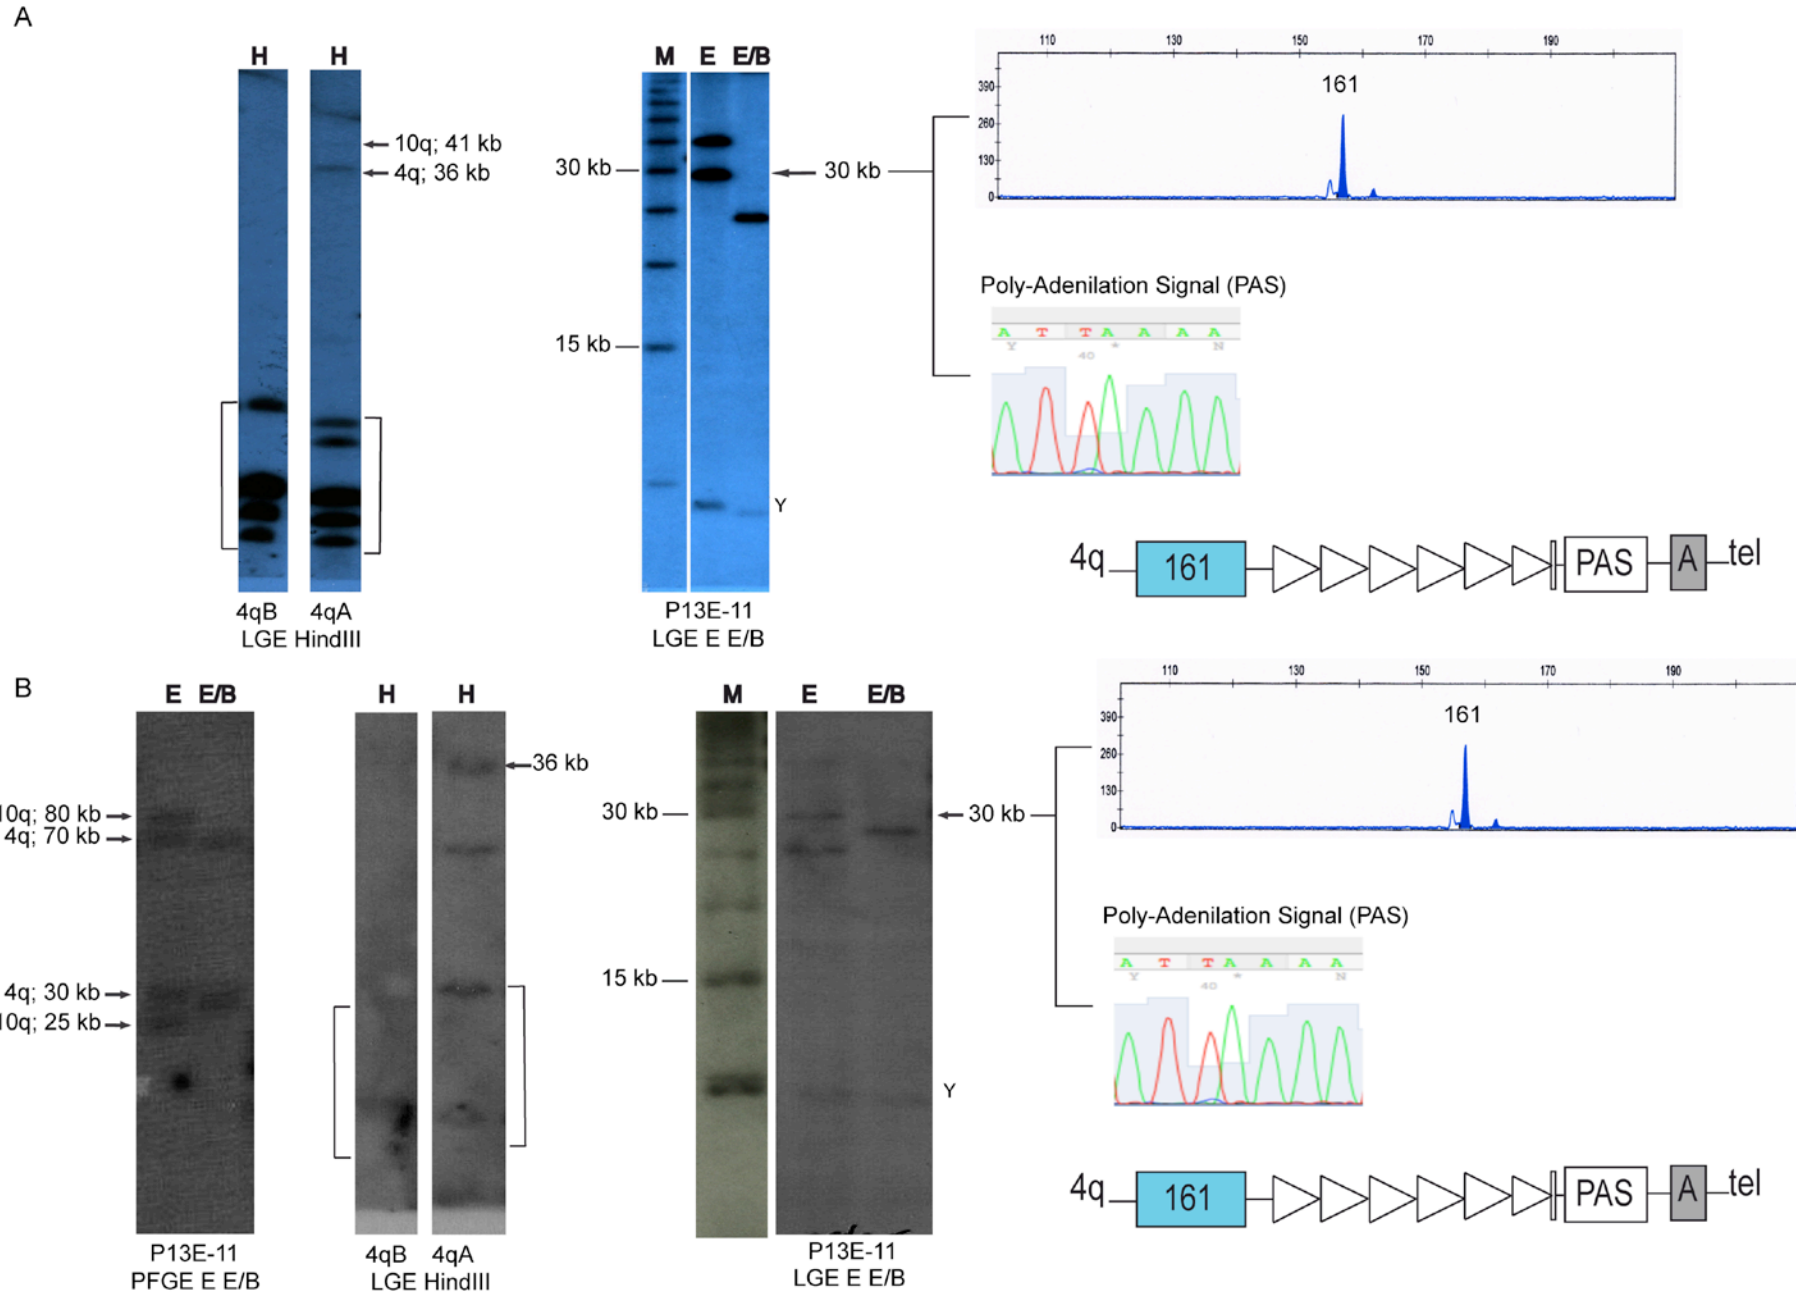 A
H H
10q; 41 kb
4q; 36 kb
4qB 4qA
LGE HindIII
M E E/B
30 kb
15 kb
30 kb
Y
P13E-11
LGE E E/B
110 130 150 170 190
161
390
260
130
0
Poly-Adenilation Signal (PAS)
A T T A A A A
Y * N
40
4q 161 PAS A tel
B
E E/B
10q; 80 kb
4q; 70 kb
4q; 30 kb
10q; 25 kb
P13E-11
PFGE E E/B
H H
36 kb
4qB 4qA
LGE HindIII
M E E/B
30 kb
15 kb
30 kb
Y
P13E-11
LGE E E/B
110 130 150 170 190
161
390
260
130
0
Poly-Adenilation Signal (PAS)
A T T A A A A
Y * N
40
4q 161 PAS A tel